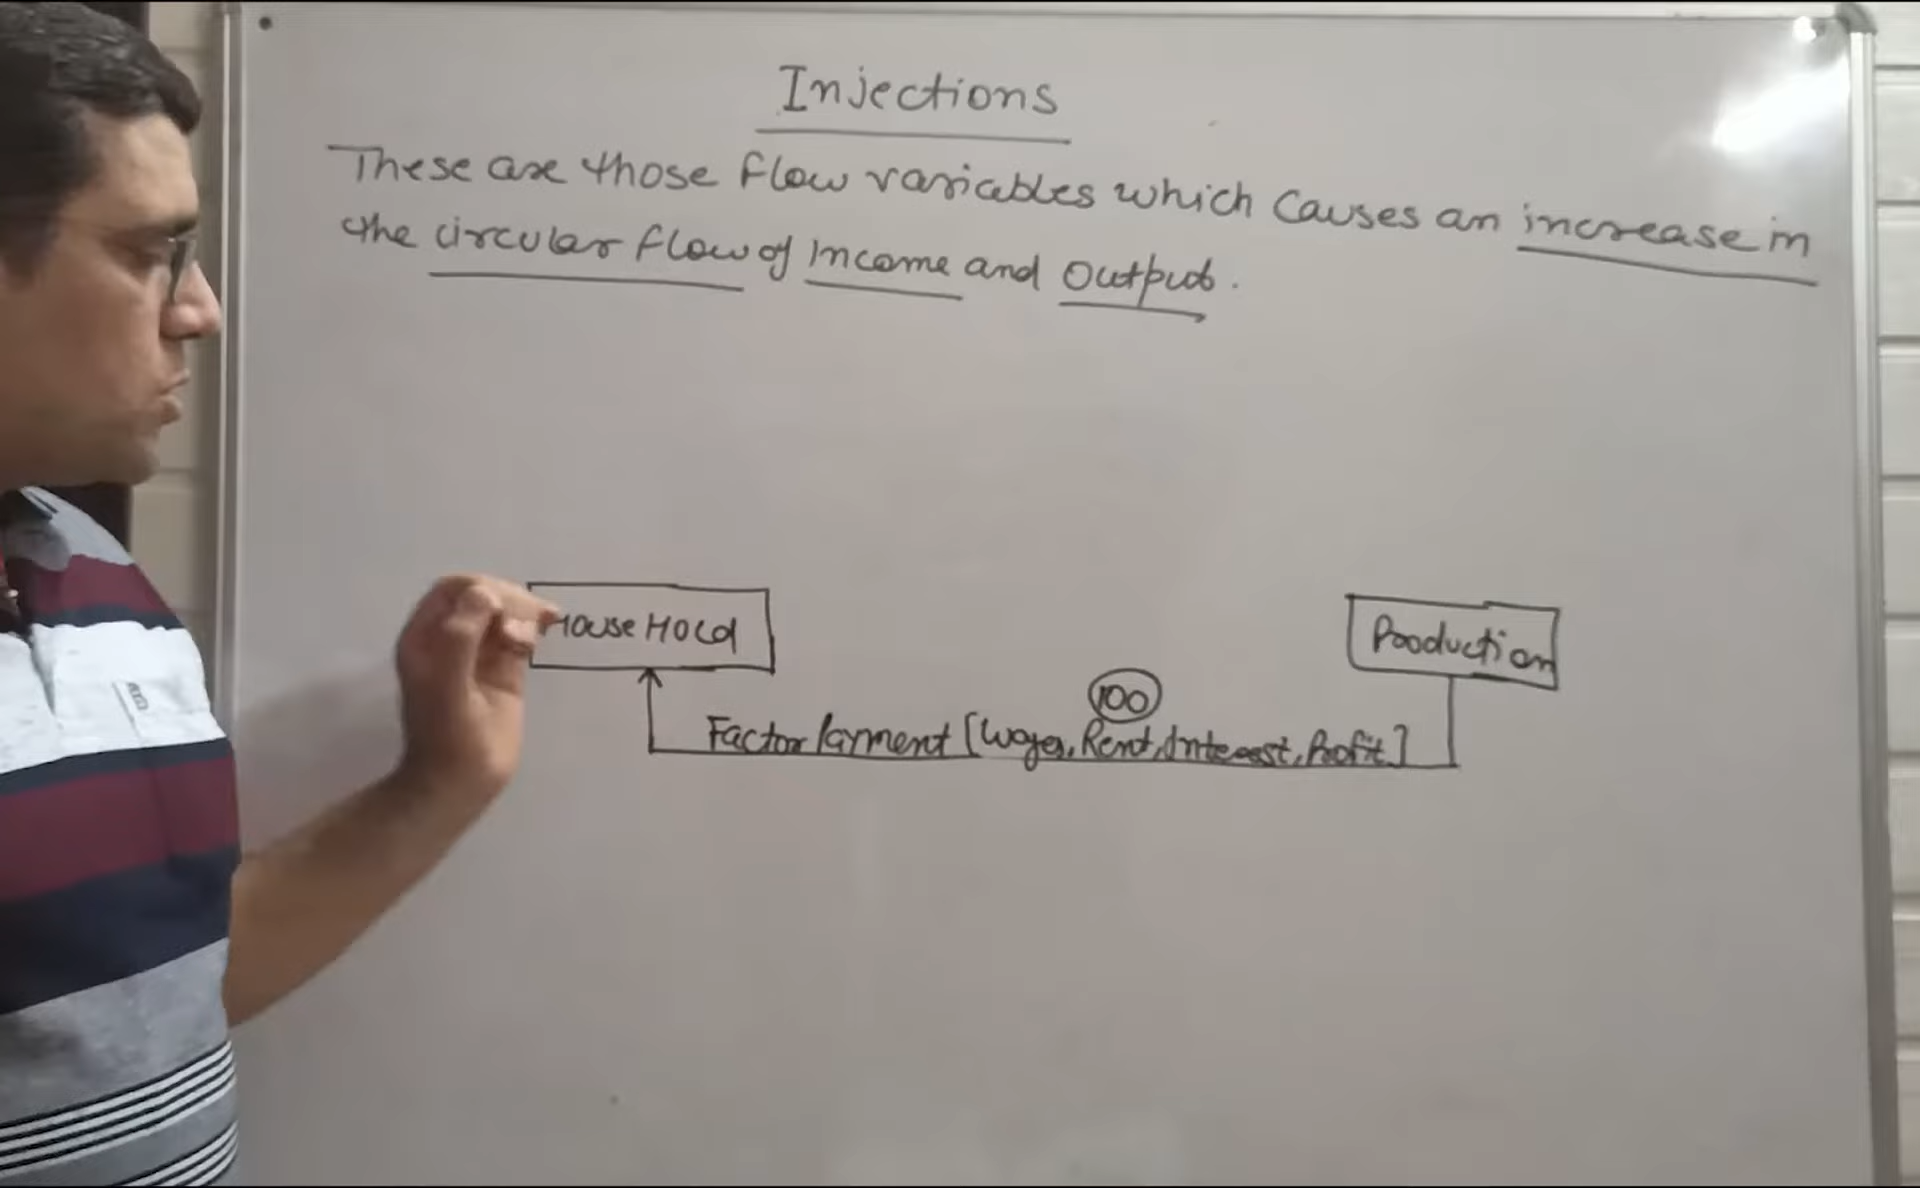 Injections
These are those flow variables which causes an increase in
the circular flow of Income and Output.
House Hold
Production
100
Factor Payment [Wages, Rent, Interest, Profit]